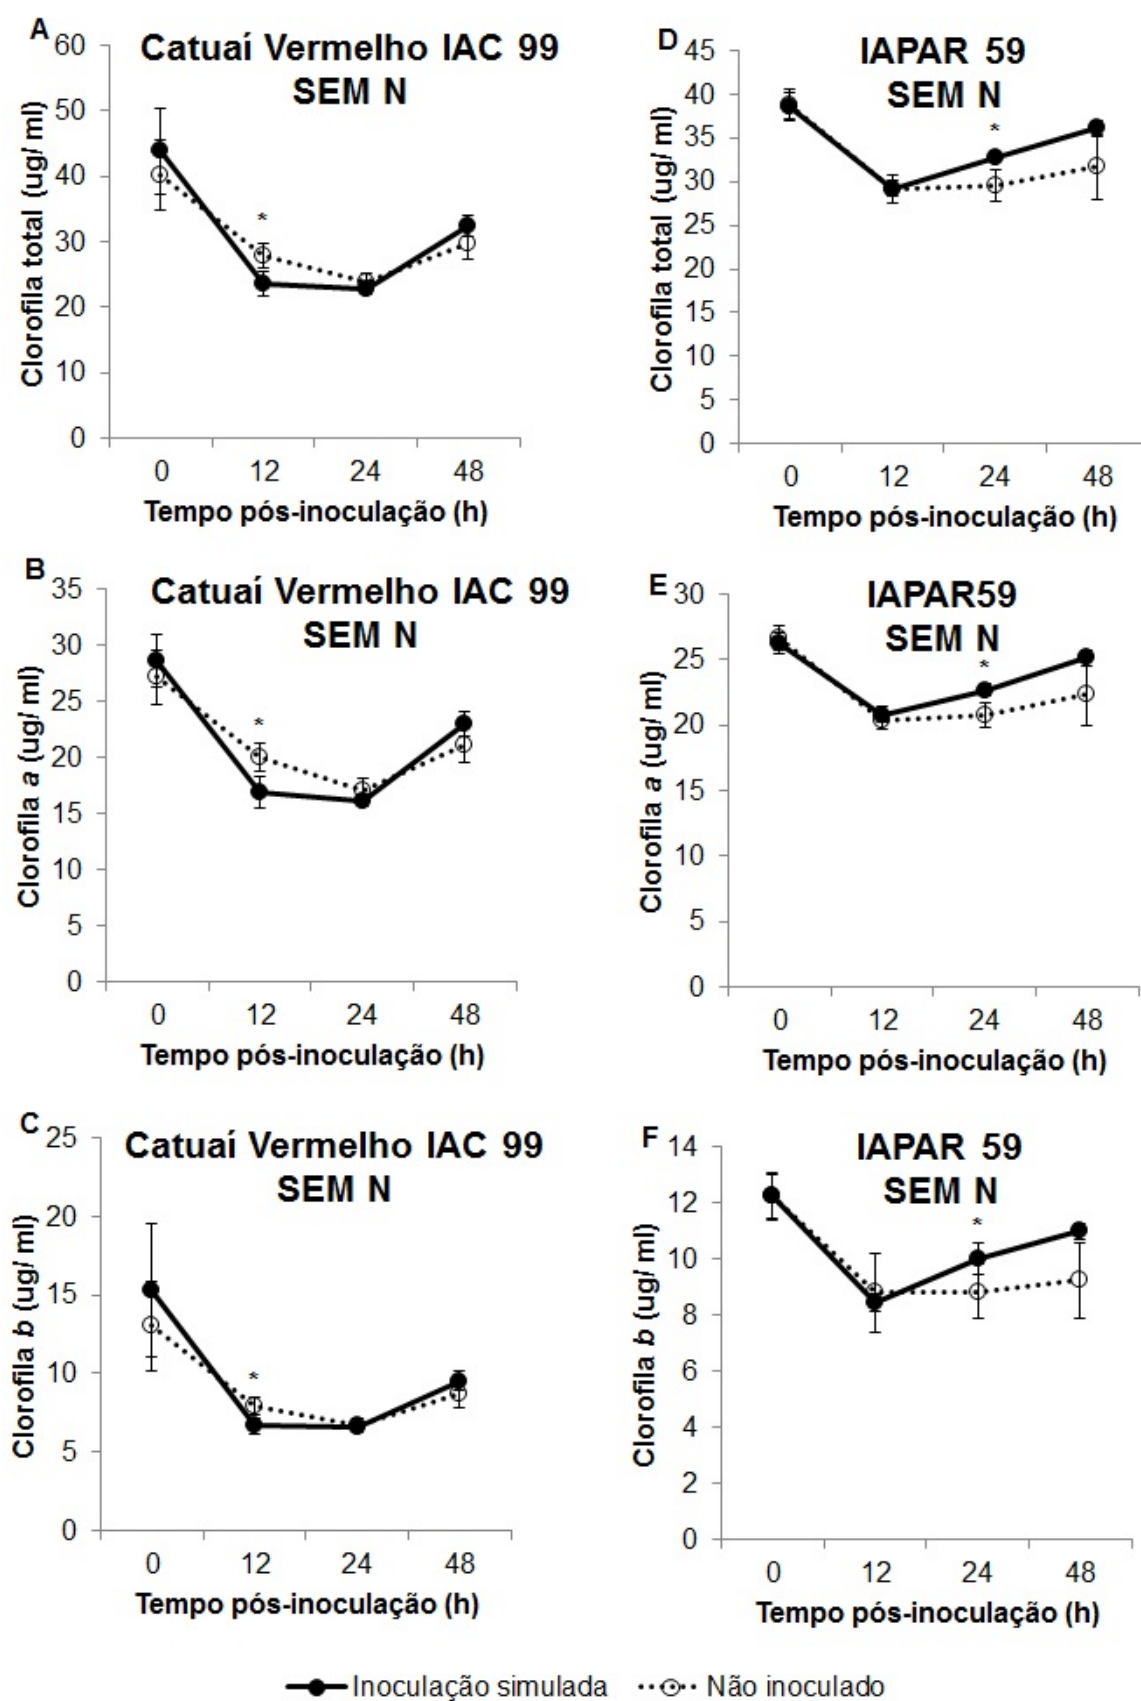 A
Catuaí Vermelho IAC 99
SEM N
Clorofila total (ug/ ml)
60
50
40
30
20
10
0
*
0 12 24 48
Tempo pós-inoculação (h)
D
IAPAR 59
SEM N
Clorofila total (ug/ ml)
45
40
35
30
25
20
15
10
5
0
*
0 12 24 48
Tempo pós-inoculação (h)
B
Catuaí Vermelho IAC 99
SEM N
Clorofila a (ug/ ml)
35
30
25
20
15
10
5
0
*
0 12 24 48
Tempo pós-inoculação (h)
E
IAPAR59
SEM N
Clorofila a (ug/ ml)
30
25
20
15
10
5
0
*
0 12 24 48
Tempo pós-inoculação (h)
C
Catuaí Vermelho IAC 99
SEM N
Clorofila b (ug/ ml)
25
20
15
10
5
0
*
0 12 24 48
Tempo pós-inoculação (h)
F
IAPAR 59
SEM N
Clorofila b (ug/ ml)
14
12
10
8
6
4
2
0
*
0 12 24 48
Tempo pós-inoculação (h)
Inoculação simulada Não inoculado